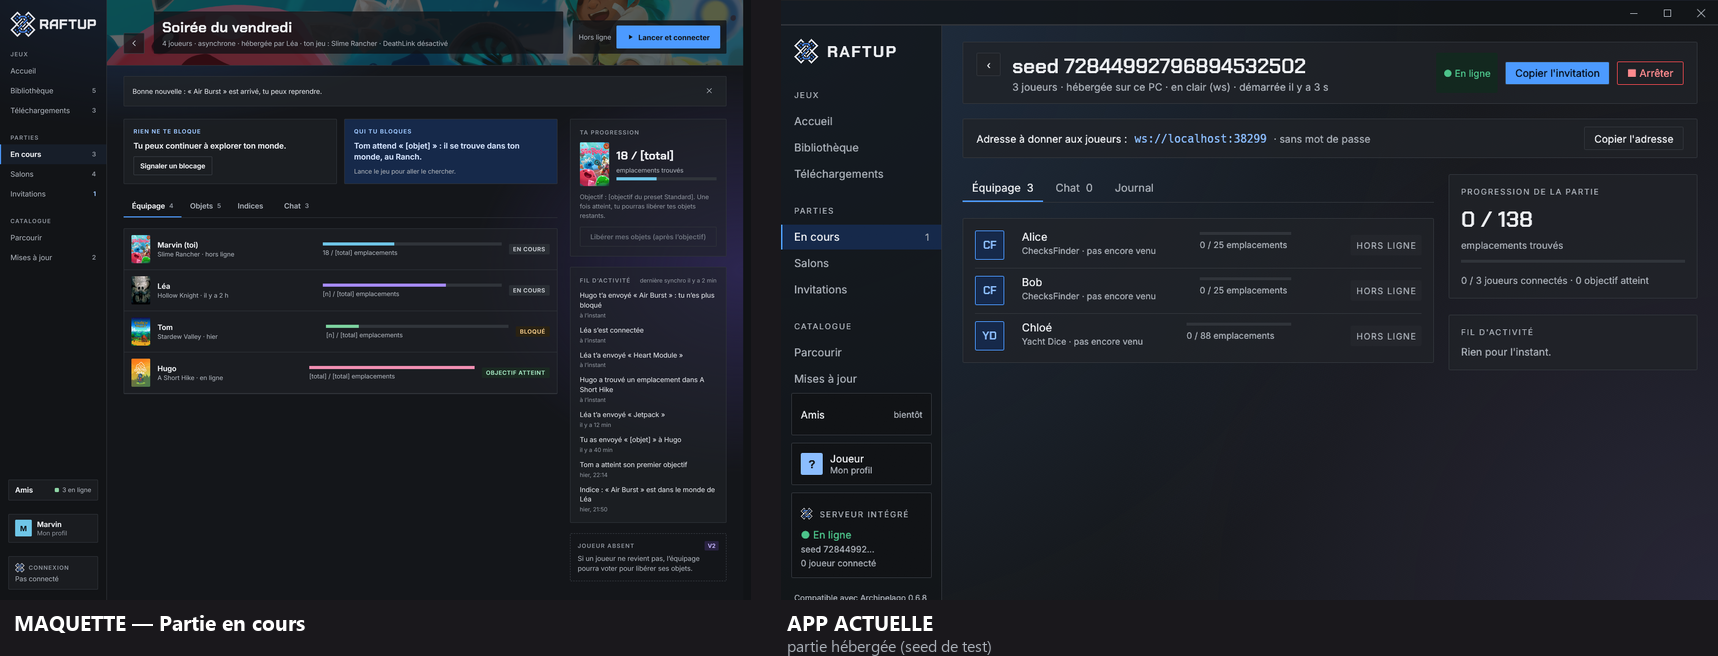 RAFTUP
JEUX
Accueil
Bibliothèque 5
Téléchargements 3
PARTIES
En cours 3
Salons 4
Invitations 1
CATALOGUE
Parcourir
Mises à jour 2
Amis 3 en ligne
M
Marvin
Mon profil
CONNEXION
Pas connecté
Soirée du vendredi
4 joueurs · asynchrone · hébergée par Léa · ton jeu : Slime Rancher · DeathLink désactivé
Hors ligne
Lancer et connecter
Bonne nouvelle : « Air Burst » est arrivé, tu peux reprendre.
RIEN NE TE BLOQUE
Tu peux continuer à explorer ton monde.
Signaler un blocage
QUI TU BLOQUES
Tom attend « [objet] » : il se trouve dans ton
monde, au Ranch.
Lance le jeu pour aller le chercher.
Équipage 4 Objets 5 Indices Chat 3
Marvin (toi)
Slime Rancher · hors ligne
18 / [total] emplacements
EN COURS
Léa
Hollow Knight · il y a 2 h
[n] / [total] emplacements
EN COURS
Tom
Stardew Valley · hier
[n] / [total] emplacements
BLOQUÉ
Hugo
A Short Hike · en ligne
[total] / [total] emplacements
OBJECTIF ATTEINT
TA PROGRESSION
18 / [total]
emplacements trouvés
Objectif : [objectif du preset Standard]. Une
fois atteint, tu pourras libérer tes objets
restants.
Libérer mes objets (après l'objectif)
FIL D'ACTIVITÉ dernière synchro il y a 2 min
Hugo t'a envoyé « Air Burst » : tu n'es plus
bloqué
à l'instant
Léa s'est connectée
à l'instant
Léa t'a envoyé « Heart Module »
à l'instant
Hugo a trouvé un emplacement dans A
Short Hike
à l'instant
Léa t'a envoyé « Jetpack »
il y a 12 min
Tu as envoyé « [objet] » à Hugo
il y a 40 min
Tom a atteint son premier objectif
hier, 22:14
Indice : « Air Burst » est dans le monde de
Léa
hier, 21:50
JOUEUR ABSENT V2
Si un joueur ne revient pas, l'équipage
pourra voter pour libérer ses objets.
MAQUETTE — Partie en cours
RAFTUP
JEUX
Accueil
Bibliothèque
Téléchargements
PARTIES
En cours 1
Salons
Invitations
CATALOGUE
Parcourir
Mises à jour
Amis bientôt
?
Joueur
Mon profil
SERVEUR INTÉGRÉ
En ligne
seed 72844992...
0 joueur connecté
Compatible avec Archipelago 0.6.8
seed 72844992796894532502
3 joueurs · hébergée sur ce PC · en clair (ws) · démarrée il y a 3 s
En ligne
Copier l'invitation
Arrêter
Adresse à donner aux joueurs : ws://localhost:38299 · sans mot de passe
Copier l'adresse
Équipage 3 Chat 0 Journal
CF
Alice
ChecksFinder · pas encore venu
0 / 25 emplacements
HORS LIGNE
CF
Bob
ChecksFinder · pas encore venu
0 / 25 emplacements
HORS LIGNE
YD
Chloé
Yacht Dice · pas encore venu
0 / 88 emplacements
HORS LIGNE
PROGRESSION DE LA PARTIE
0 / 138
emplacements trouvés
0 / 3 joueurs connectés · 0 objectif atteint
FIL D'ACTIVITÉ
Rien pour l'instant.
APP ACTUELLE
partie hébergée (seed de test)